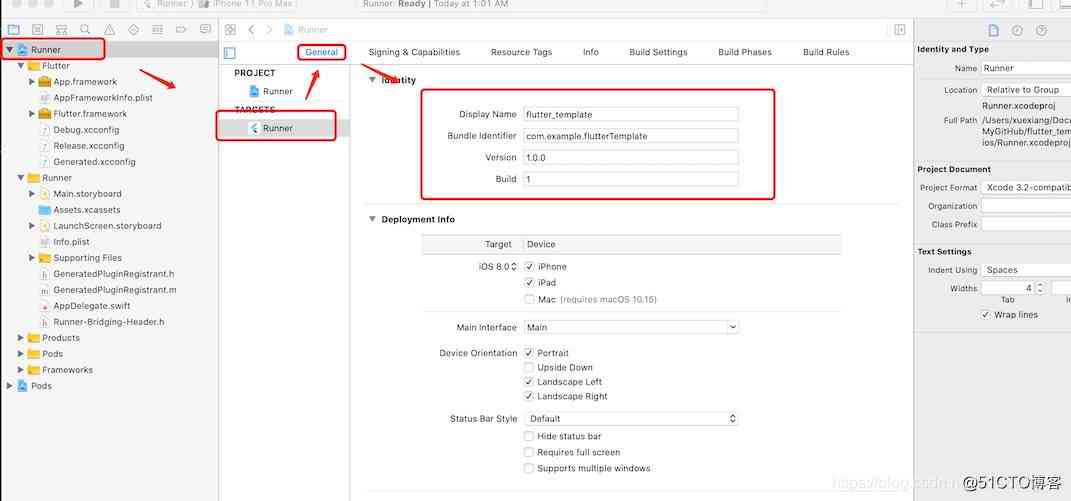 Runner
iPhone 11 Pro Max
Runner: Ready | Today at 1:01 AM
Runner
Flutter
App.framework
AppFrameworkInfo.plist
Flutter.framework
Debug.xcconfig
Release.xcconfig
Generated.xcconfig
Runner
Main.storyboard
Assets.xcassets
LaunchScreen.storyboard
Info.plist
Supporting Files
GeneratedPluginRegistrant.h
GeneratedPluginRegistrant.m
AppDelegate.swift
Runner-Bridging-Header.h
Products
Pods
Frameworks
Pods
Runner
General Signing & Capabilities Resource Tags Info Build Settings Build Phases Build Rules
PROJECT
Runner
TARGETS
Runner
Identity
Display Name flutter_template
Bundle Identifier com.example.flutterTemplate
Version 1.0.0
Build 1
Deployment Info
Target Device
iOS 8.0 iPhone
iPad
Mac (requires macOS 10.15)
Main Interface Main
Device Orientation Portrait
Upside Down
Landscape Left
Landscape Right
Status Bar Style Default
Hide status bar
Requires full screen
Supports multiple windows
Identity and Type
Name Runner
Location Relative to Group
Runner.xcodeproj
Full Path /Users/xuexiang/Docu
MyGitHub/flutter_tem
ios/Runner.xcodeproj
Project Document
Project Format Xcode 3.2-compatib
Organization
Class Prefix
Text Settings
Indent Using Spaces
Widths 4
Tab
Wrap lines
@51CTO博客